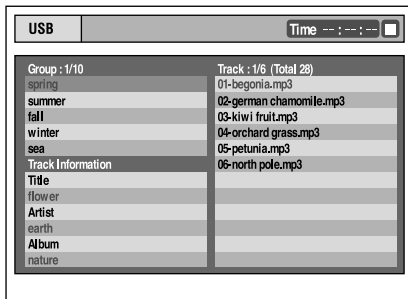 USB
Time --:--:--
Group : 1/10
spring
summer
fall
winter
sea
Track Information
Title
flower
Artist
earth
Album
nature
Track : 1/6 (Total 28)
01-begonia.mp3
02-german chamomile.mp3
03-kiwi fruit.mp3
04-orchard grass.mp3
05-petunia.mp3
06-north pole.mp3